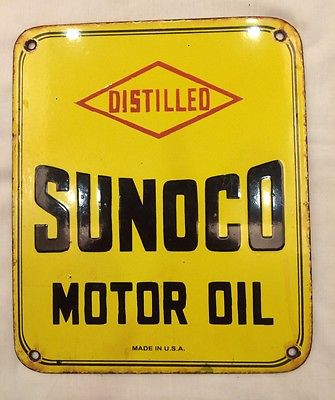 DISTILLED
SUNOCO
MOTOR OIL
MADE IN U.S.A.